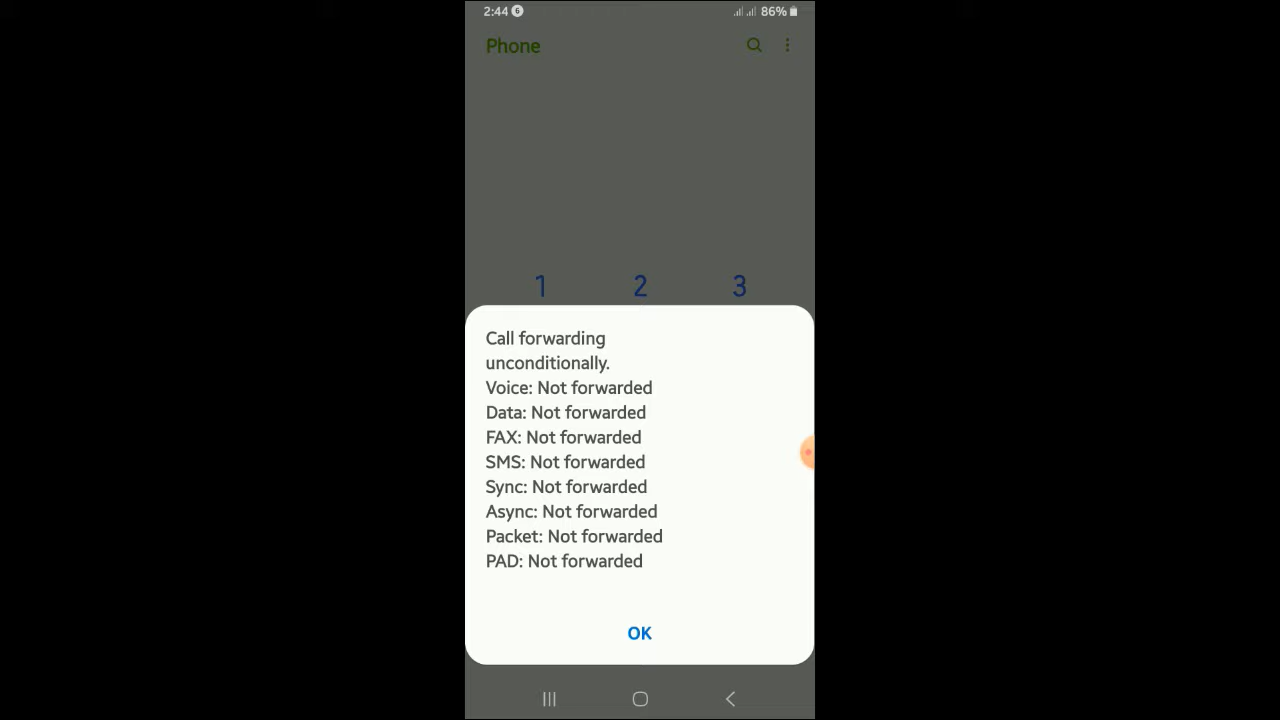 2:44 6 86%
Phone
1 2 3
Call forwarding
unconditionally.
Voice: Not forwarded
Data: Not forwarded
FAX: Not forwarded
SMS: Not forwarded
Sync: Not forwarded
Async: Not forwarded
Packet: Not forwarded
PAD: Not forwarded
OK